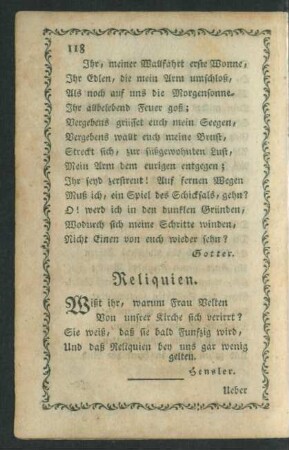 118
Ihr, meiner Wallfahrt erste Wonne,
Ihr Edlen, die mein Arm umschloß,
Als noch auf uns die Morgensonne
Ihr allbelebend Feuer goß;
Vergebens grüsset euch mein Seegen,
Vergebens wallt euch meine Brust,
Streckt sich, zur süßgewohnten Lust,
Mein Arm dem eurigen entgegen;
Ihr seyd zerstreut! Auf fernen Wegen
Muß ich, ein Spiel des Schicksals, gehn?
O! werd ich in den dunklen Gründen,
Wodurch sich meine Schritte winden,
Nicht Einen von euch wieder sehn?
Gotter.
Reliquien.
Wißt ihr, warum Frau Velten
Von unsrer Kirche sich verirrt?
Sie weiß, daß sie bald Funfzig wird,
Und daß Reliquien bey uns gar wenig
gelten.
Hensler.
Ueber